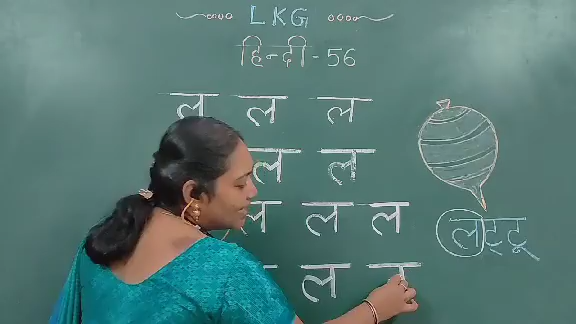 LKG
हिन्दी - 56
ल ल ल
ल ल
ल ल ल
ल
लट्टू